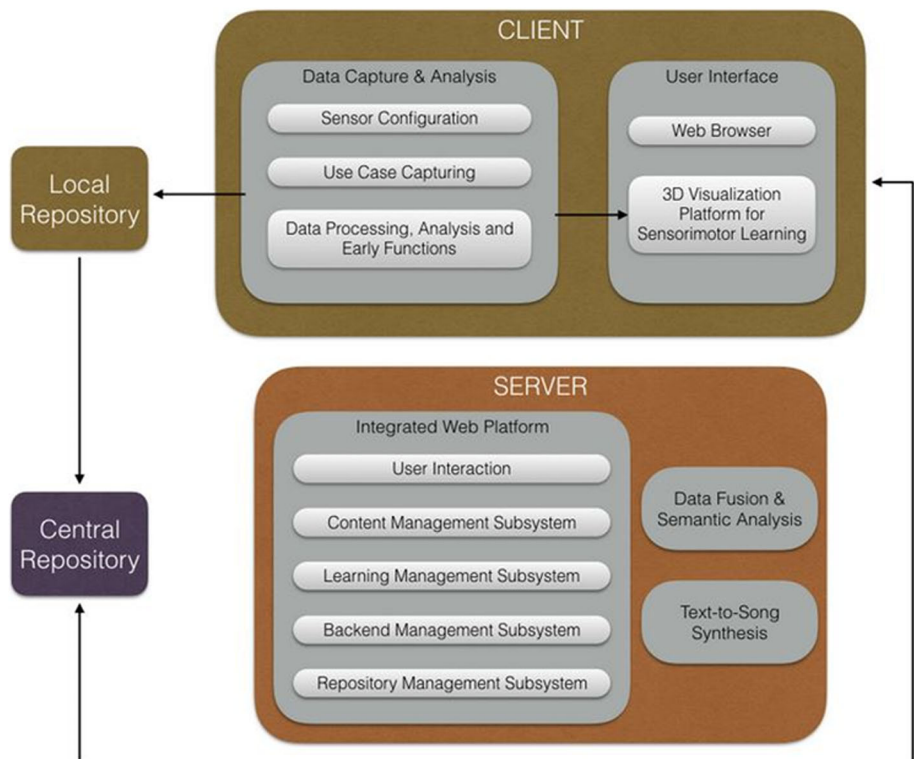 CLIENT
Data Capture & Analysis
Sensor Configuration
Use Case Capturing
Data Processing, Analysis and
Early Functions
User Interface
Web Browser
3D Visualization
Platform for
Sensorimotor Learning
Local
Repository
Central
Repository
SERVER
Integrated Web Platform
User Interaction
Content Management Subsystem
Learning Management Subsystem
Backend Management Subsystem
Repository Management Subsystem
Data Fusion &
Semantic Analysis
Text-to-Song
Synthesis